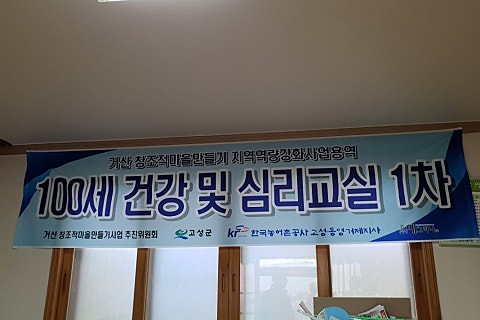 거산 창조적마을만들기 지역역량강화사업용역
100세 건강 및 심리교실 1차
거산 창조적마을만들기사업 추진위원회 고성군 kr 한국농어촌공사 고성통영거제지사